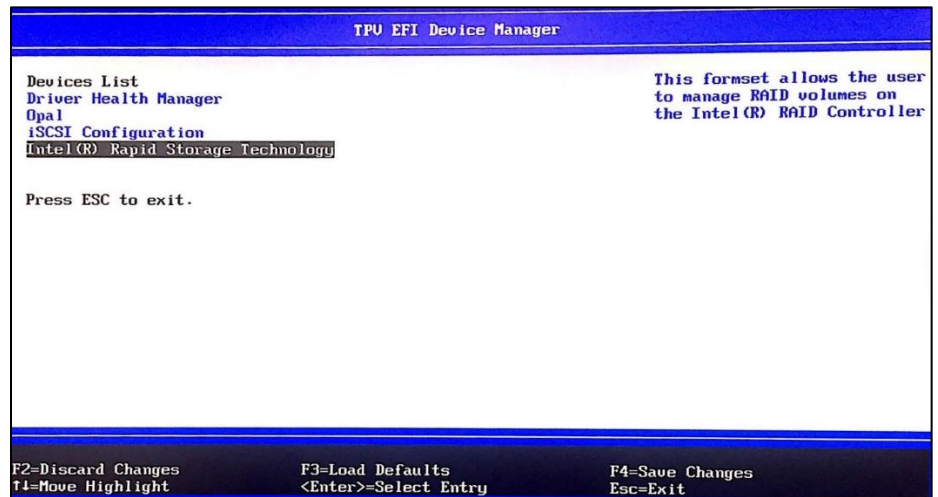 TPV EFI Device Manager
Devices List
Driver Health Manager
Opal
iSCSI Configuration
Intel(R) Rapid Storage Technology
Press ESC to exit.
This formset allows the user
to manage RAID volumes on
the Intel(R) RAID Controller
F2=Discard Changes F3=Load Defaults F4=Save Changes
↑↓=Move Highlight <Enter>=Select Entry Esc=Exit